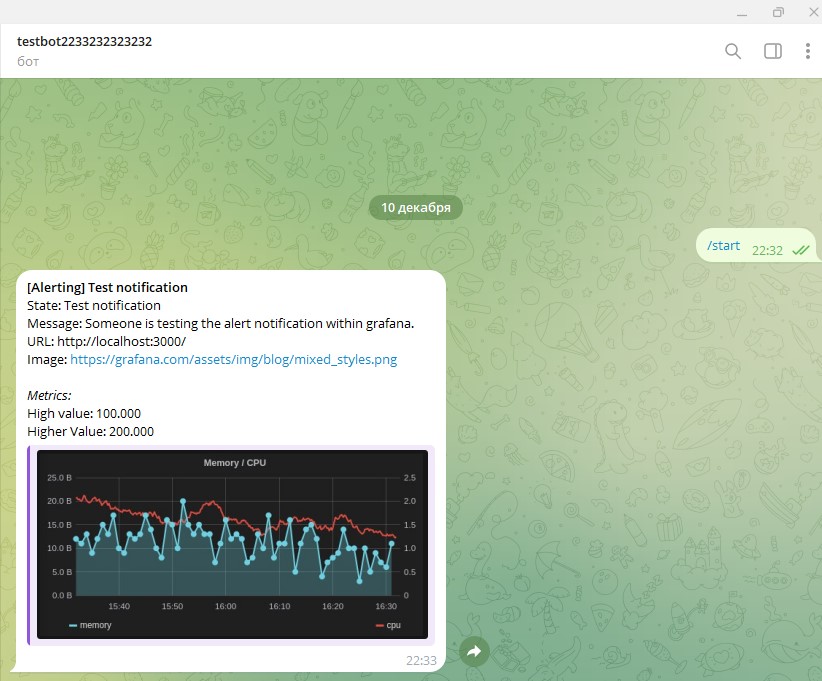 testbot2233232323232
бот
10 декабря
/start 22:32
[Alerting] Test notification
State: Test notification
Message: Someone is testing the alert notification within grafana.
URL: http://localhost:3000/
Image: https://grafana.com/assets/img/blog/mixed_styles.png
Metrics:
High value: 100.000
Higher Value: 200.000
Memory / CPU
25.0 B 2.5
20.0 B 2.0
15.0 B 1.5
10.0 B 1.0
5.0 B 0.5
0.0 B 0
15:40 15:50 16:00 16:10 16:20 16:30
memory cpu
22:33